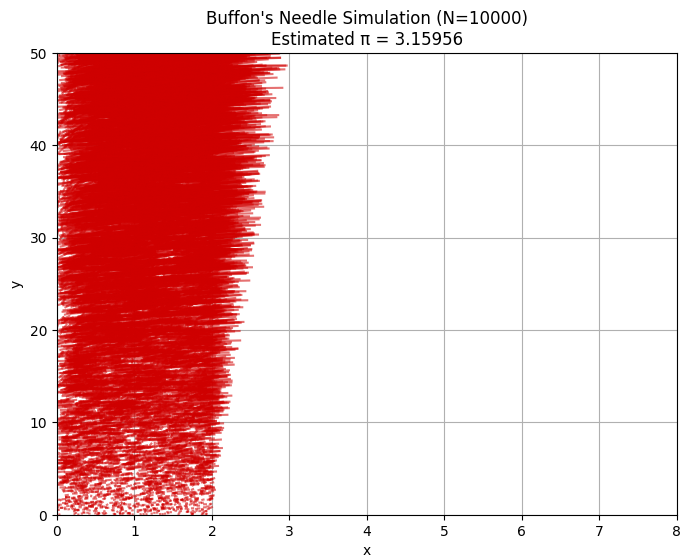 Buffon's Needle Simulation (N=10000)
Estimated π = 3.15956
50
40
30
20
10
0
y
0 1 2 3 4 5 6 7 8
x